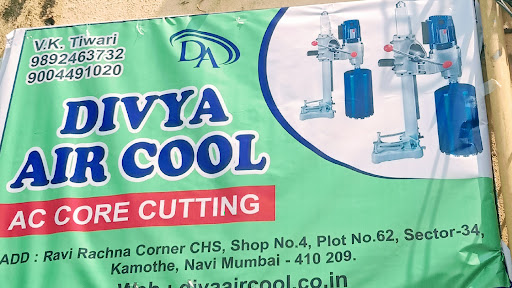 V.K. Tiwari
9892463732
9004491020
DA
DIVYA
AIR COOL
AC CORE CUTTING
ADD : Ravi Rachna Corner CHS, Shop No.4, Plot No.62, Sector-34,
Kamothe, Navi Mumbai - 410 209.
Web : divyaaircool.co.in